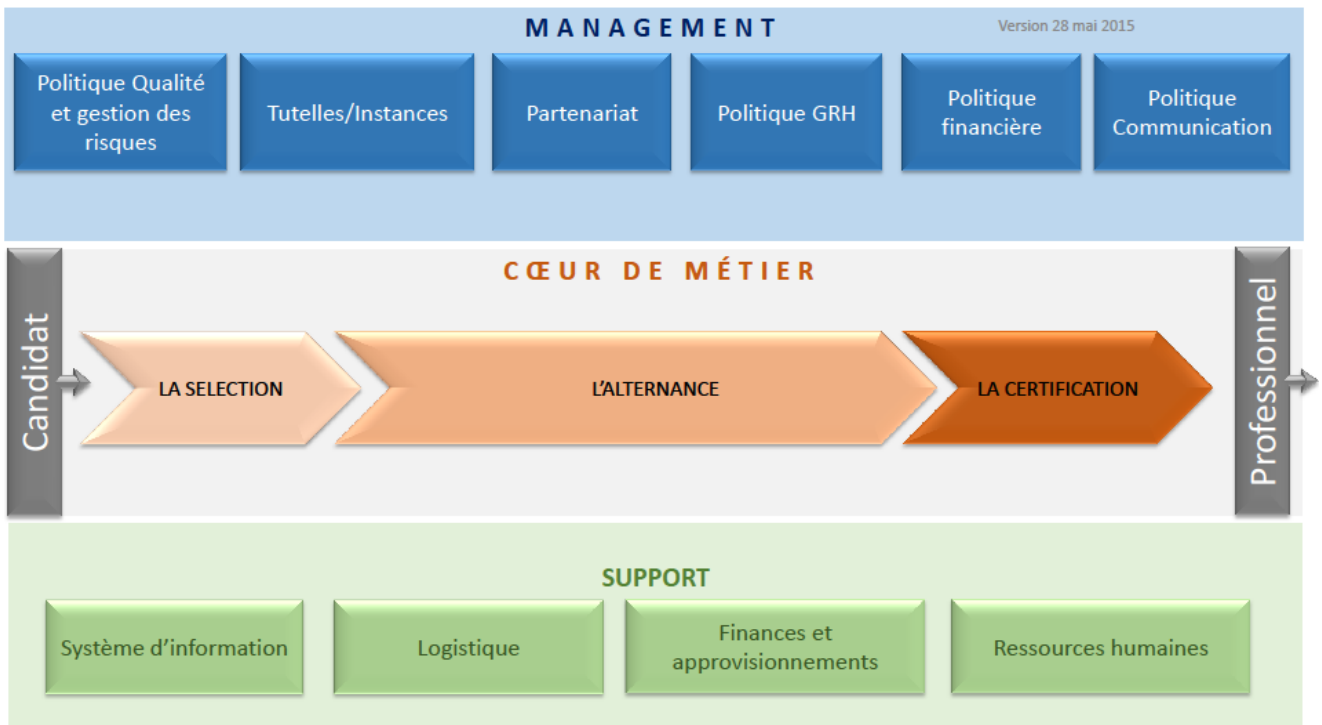 MANAGEMENT
Version 28 mai 2015
Politique Qualité
et gestion des
risques
Tutelles/Instances
Partenariat
Politique GRH
Politique
financière
Politique
Communication
CŒUR DE MÉTIER
Candidat
LA SELECTION
L'ALTERNANCE
LA CERTIFICATION
Professionnel
SUPPORT
Système d'information
Logistique
Finances et
approvisionnements
Ressources humaines